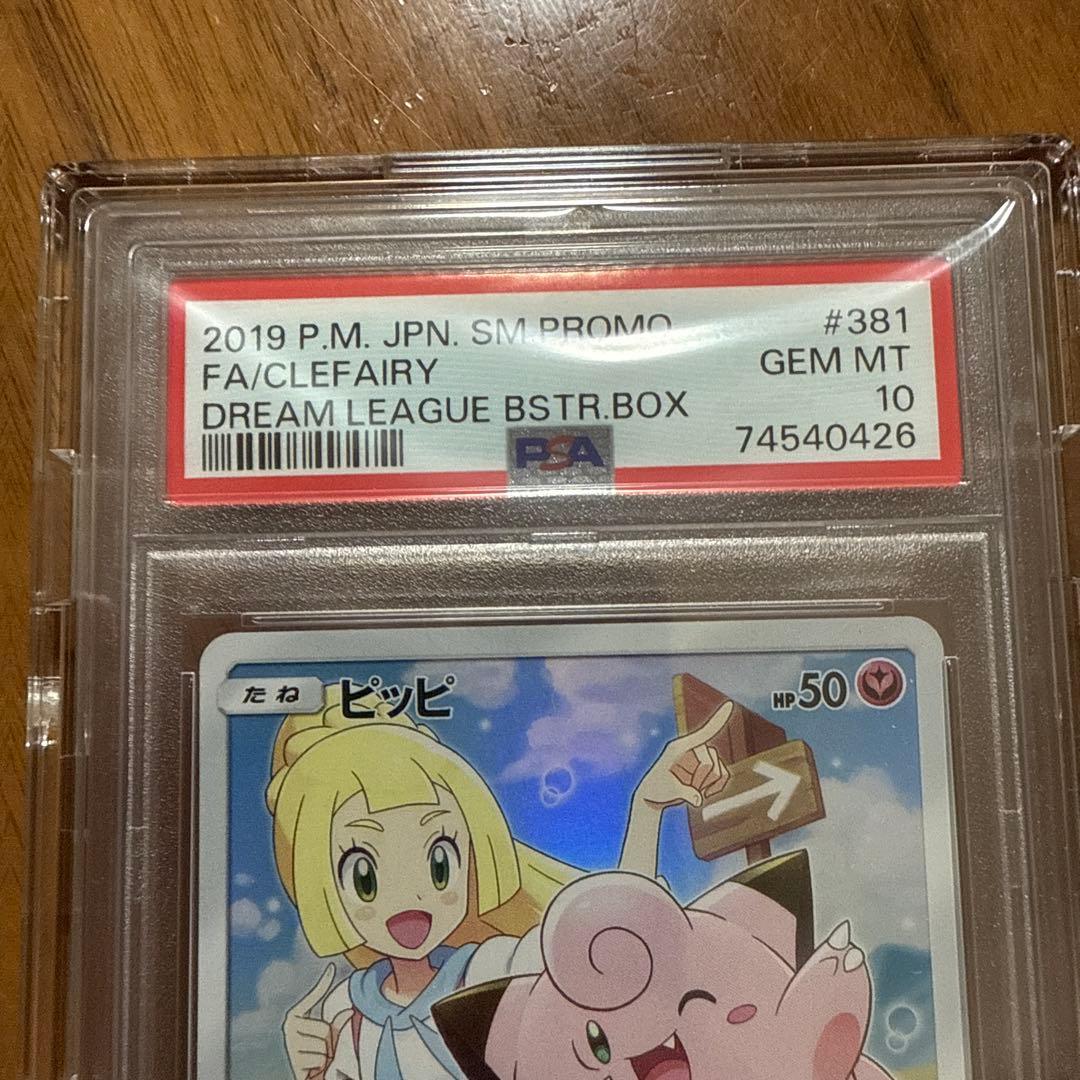 2019 P.M. JPN. SM PROMO #381
FA/CLEFAIRY GEM MT
DREAM LEAGUE BSTR.BOX 10
PSA 74540426
たね ピッピ HP50